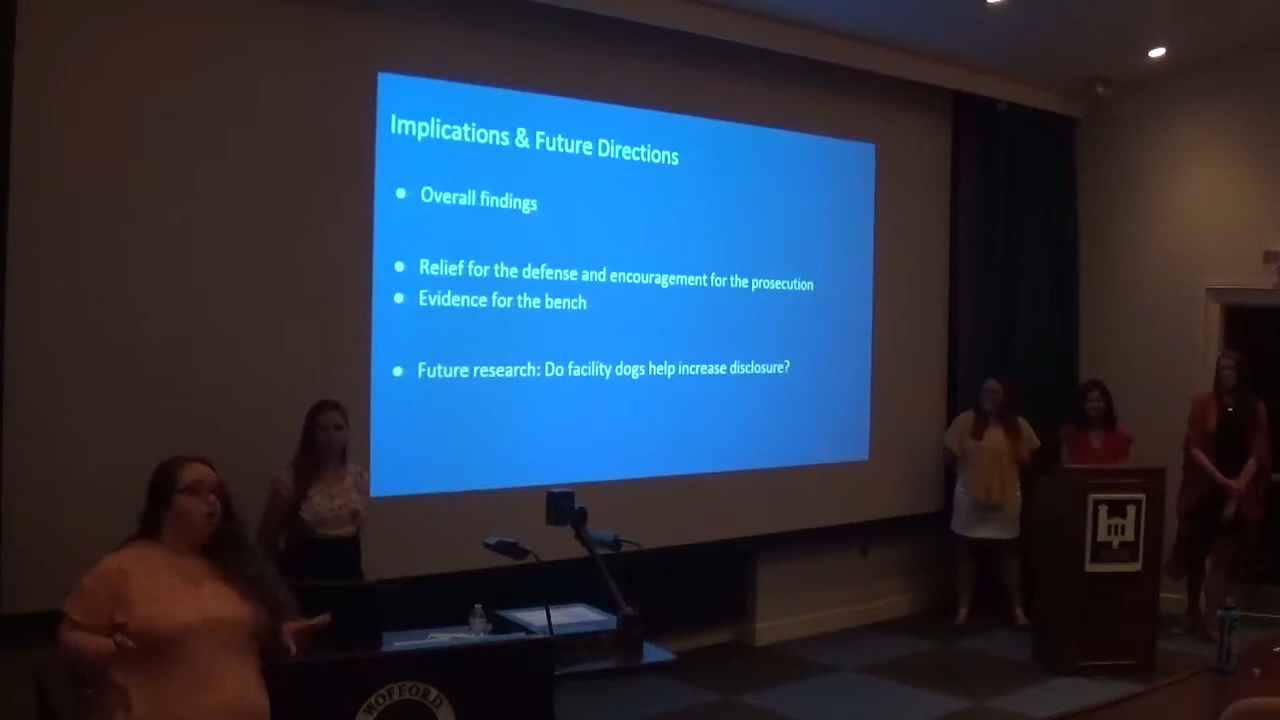 Implications & Future Directions
● Overall findings
● Relief for the defense and encouragement for the prosecution
● Evidence for the bench
● Future research: Do facility dogs help increase disclosure?
WOFFORD